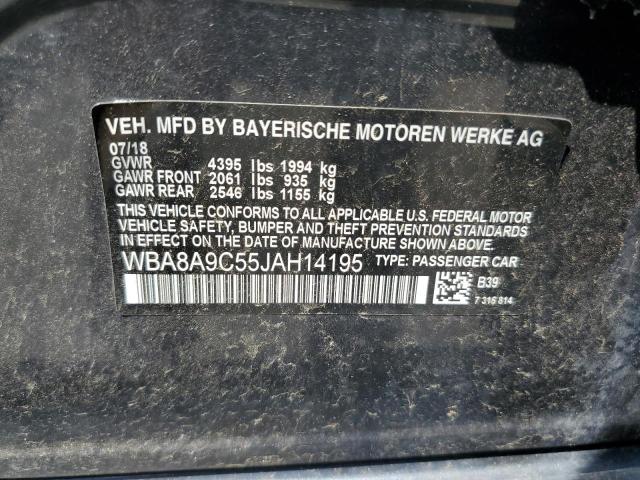 VEH. MFD BY BAYERISCHE MOTOREN WERKE AG
07/18
GVWR 4395 lbs 1994 kg
GAWR FRONT 2061 lbs 935 kg
GAWR REAR 2546 lbs 1155 kg
THIS VEHICLE CONFORMS TO ALL APPLICABLE U.S. FEDERAL MOTOR
VEHICLE SAFETY, BUMPER AND THEFT PREVENTION STANDARDS
IN EFFECT ON THE DATE OF MANUFACTURE SHOWN ABOVE.
WBA8A9C55JAH14195 TYPE: PASSENGER CAR
B39
7 316 814